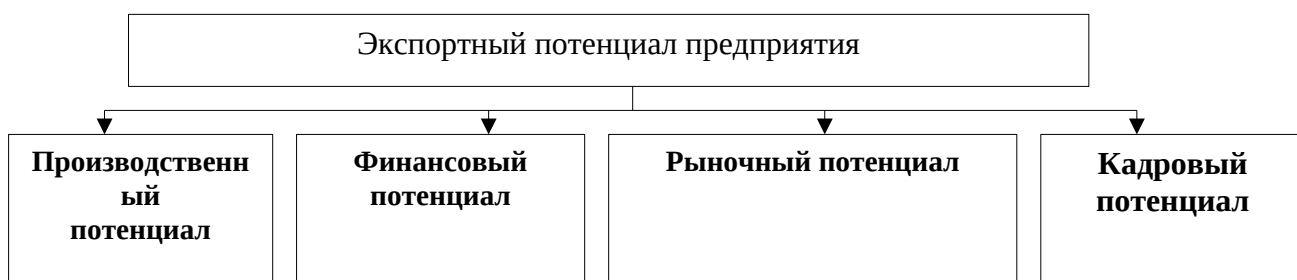 Экспортный потенциал предприятия
Производственн
ый
потенциал
Финансовый
потенциал
Рыночный потенциал
Кадровый
потенциал